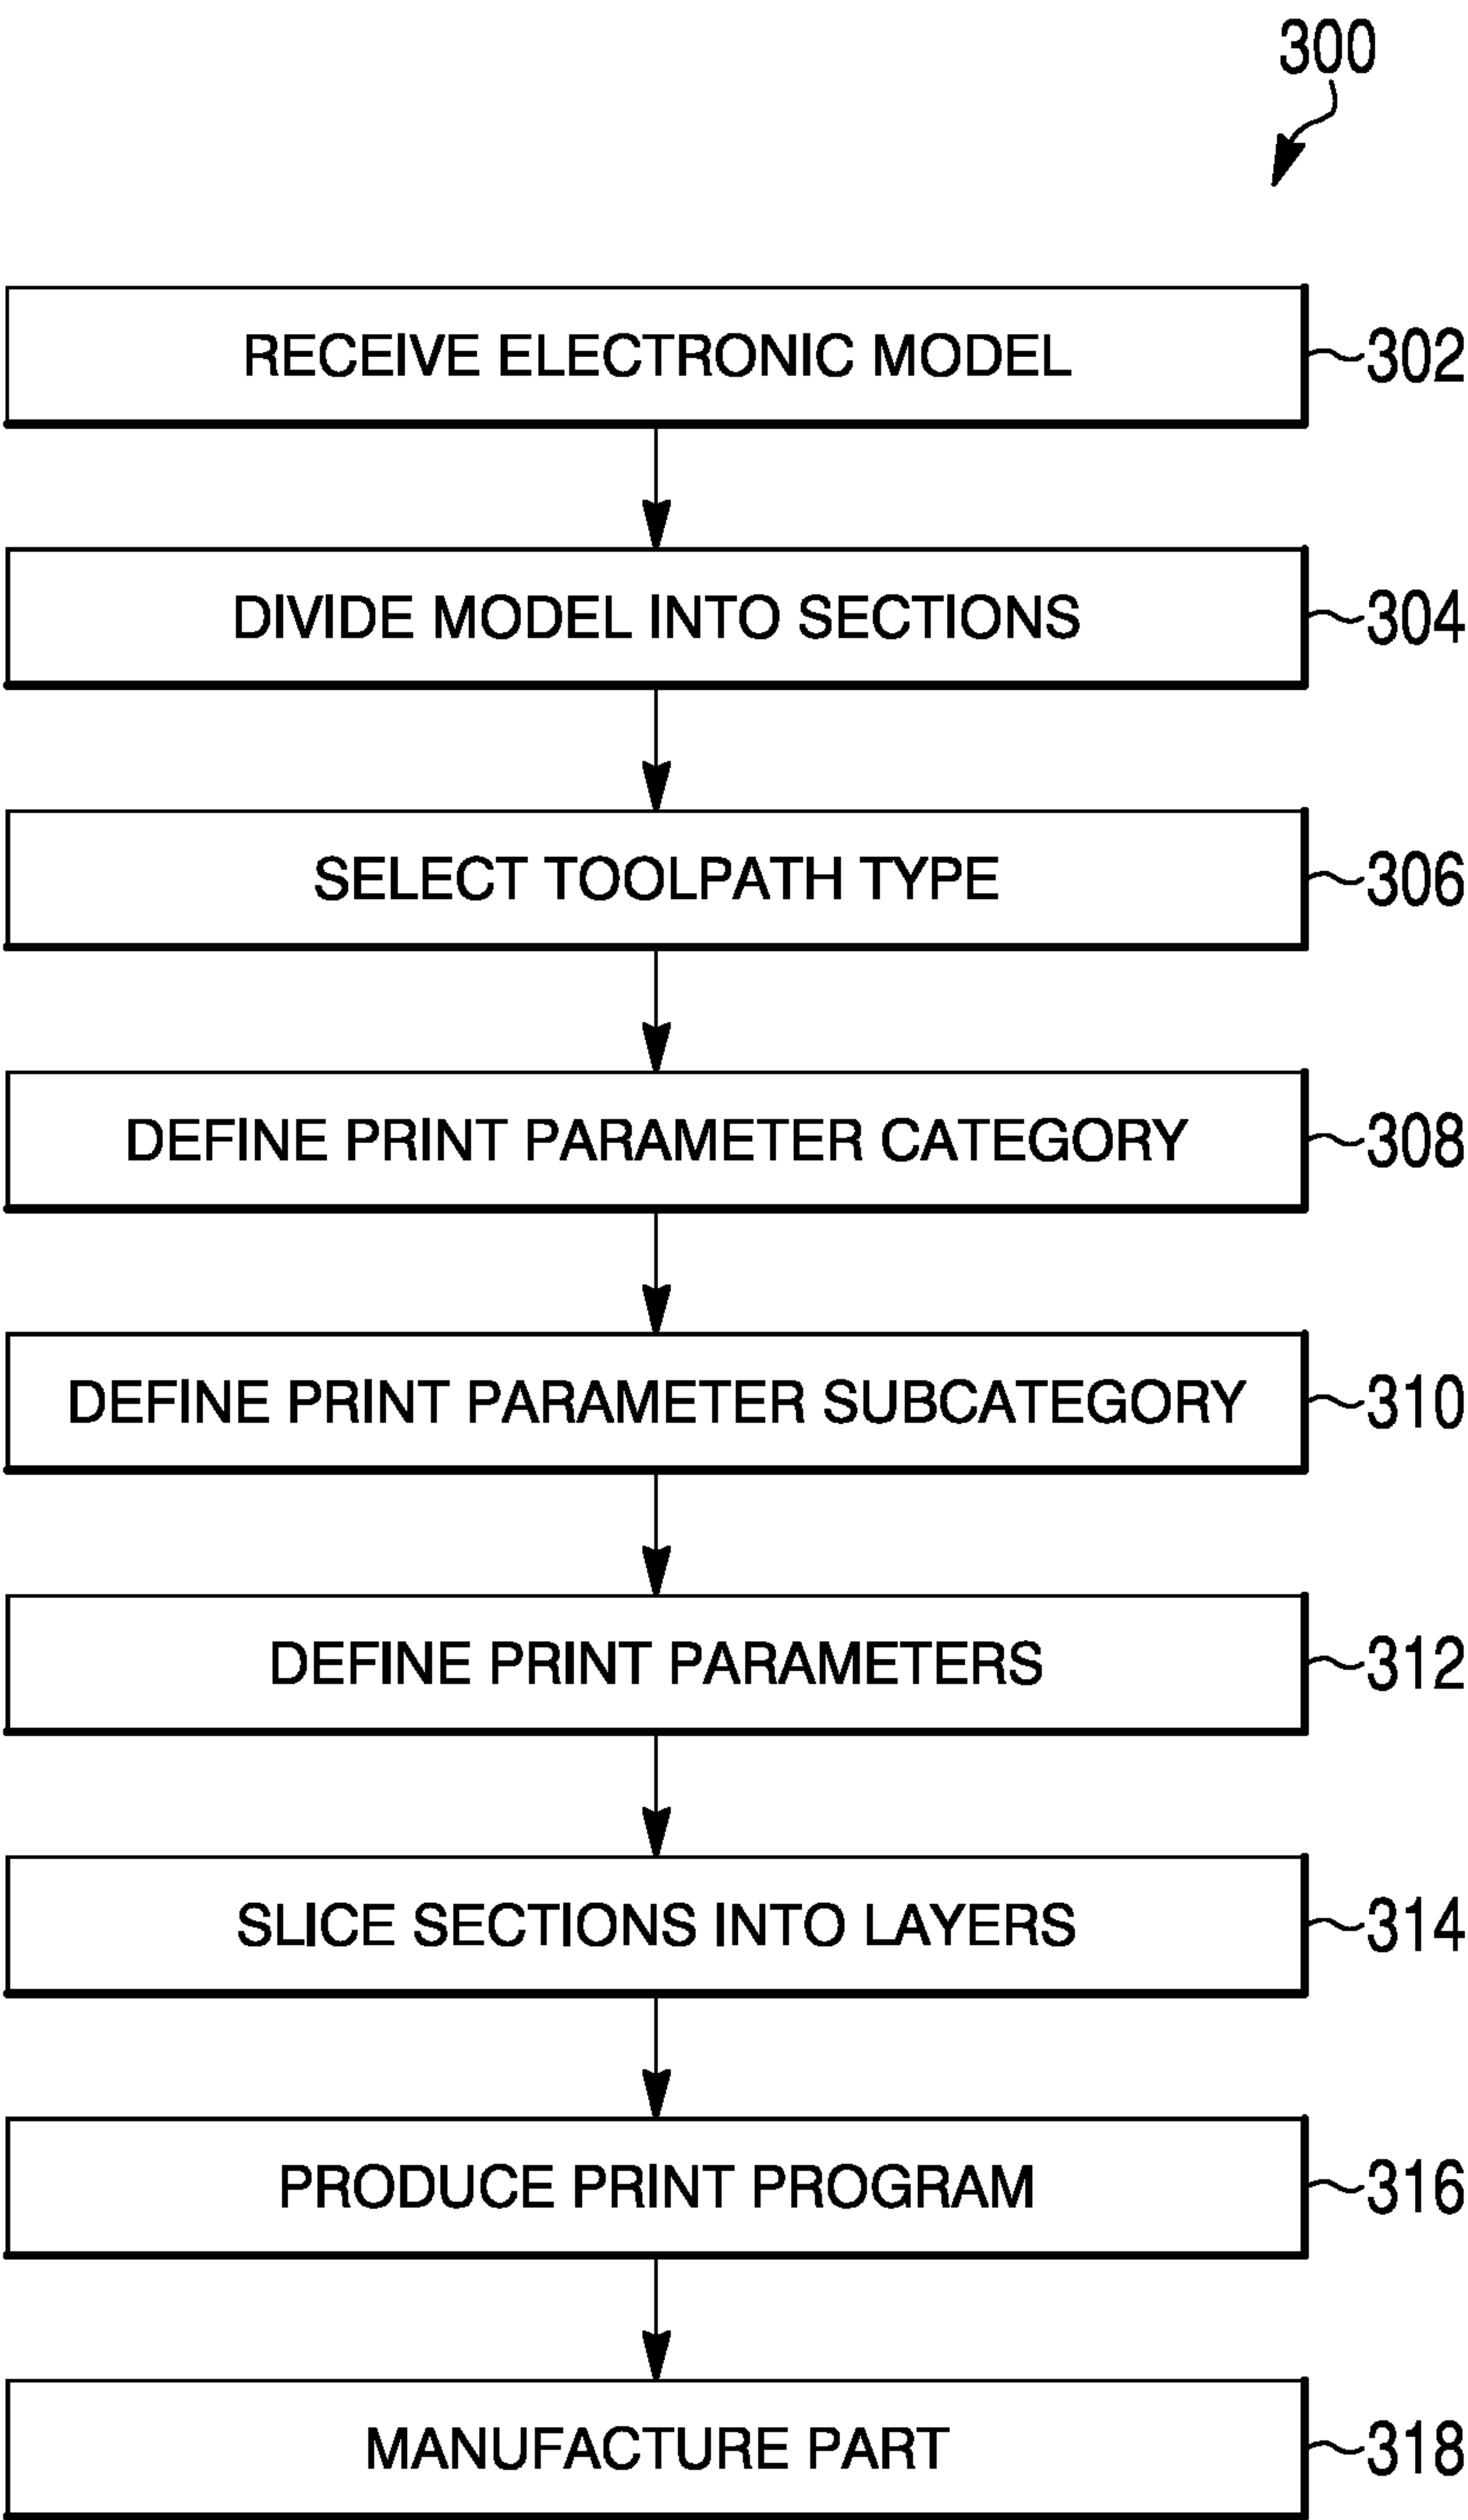 300
RECEIVE ELECTRONIC MODEL 302
DIVIDE MODEL INTO SECTIONS 304
SELECT TOOLPATH TYPE 306
DEFINE PRINT PARAMETER CATEGORY 308
DEFINE PRINT PARAMETER SUBCATEGORY 310
DEFINE PRINT PARAMETERS 312
SLICE SECTIONS INTO LAYERS 314
PRODUCE PRINT PROGRAM 316
MANUFACTURE PART 318